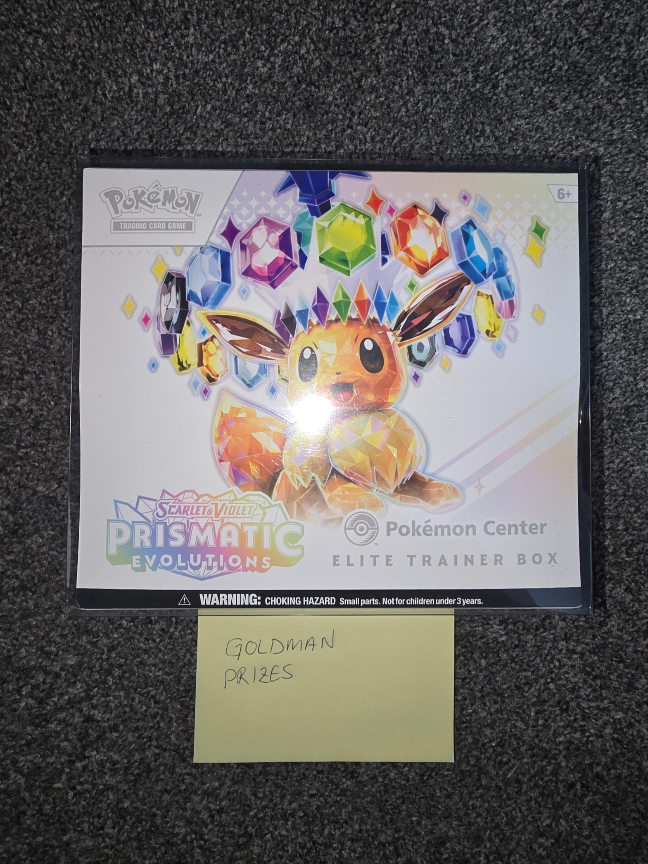 POKÉMON
TRADING CARD GAME
6+
SCARLET & VIOLET
PRISMATIC
EVOLUTIONS
Pokémon Center
ELITE TRAINER BOX
WARNING: CHOKING HAZARD Small parts. Not for children under 3 years.
GOLDMAN
PRIZES